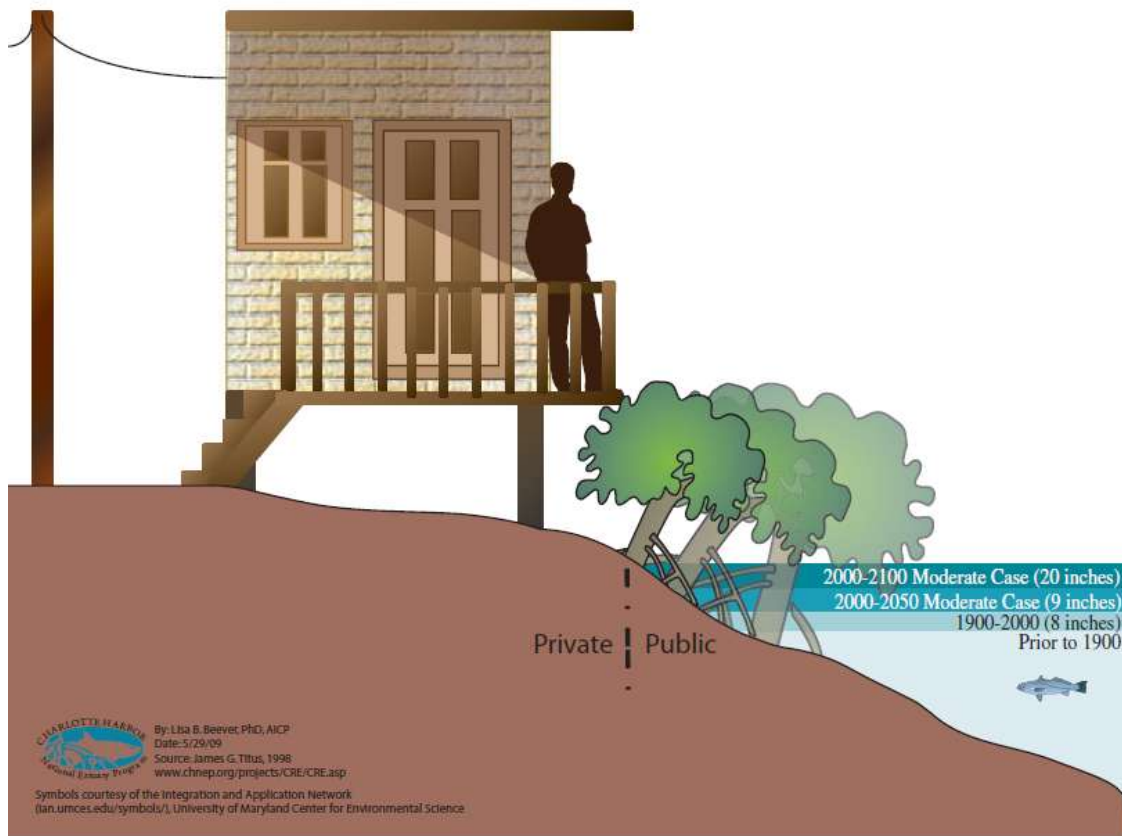 2000-2100 Moderate Case (20 inches)
2000-2050 Moderate Case (9 inches)
1900-2000 (8 inches)
Prior to 1900
Private
Public
CHARLOTTE HARBOR
National Estuary Program
By: Lisa B. Beever, PhD, AICP
Date: 5/29/09
Source: James G. Titus, 1998
www.chnep.org/projects/CRE/CRE.asp
Symbols courtesy of the Integration and Application Network
(ian.umces.edu/symbols/), University of Maryland Center for Environmental Science